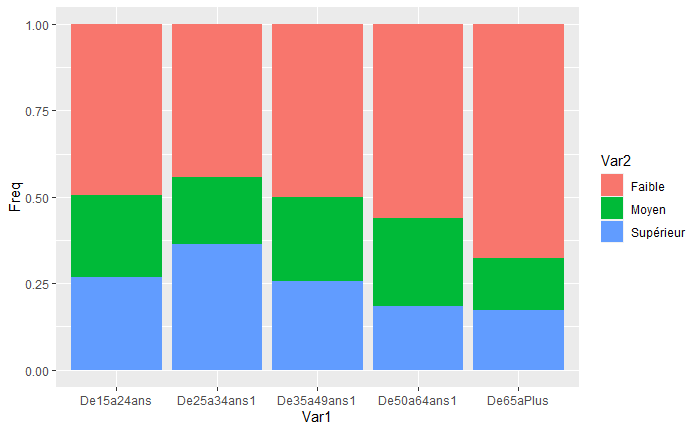 1.00
0.75
0.50
0.25
0.00
Freq
De15a24ans De25a34ans1 De35a49ans1 De50a64ans1 De65aPlus
Var1
Var2
Faible
Moyen
Supérieur